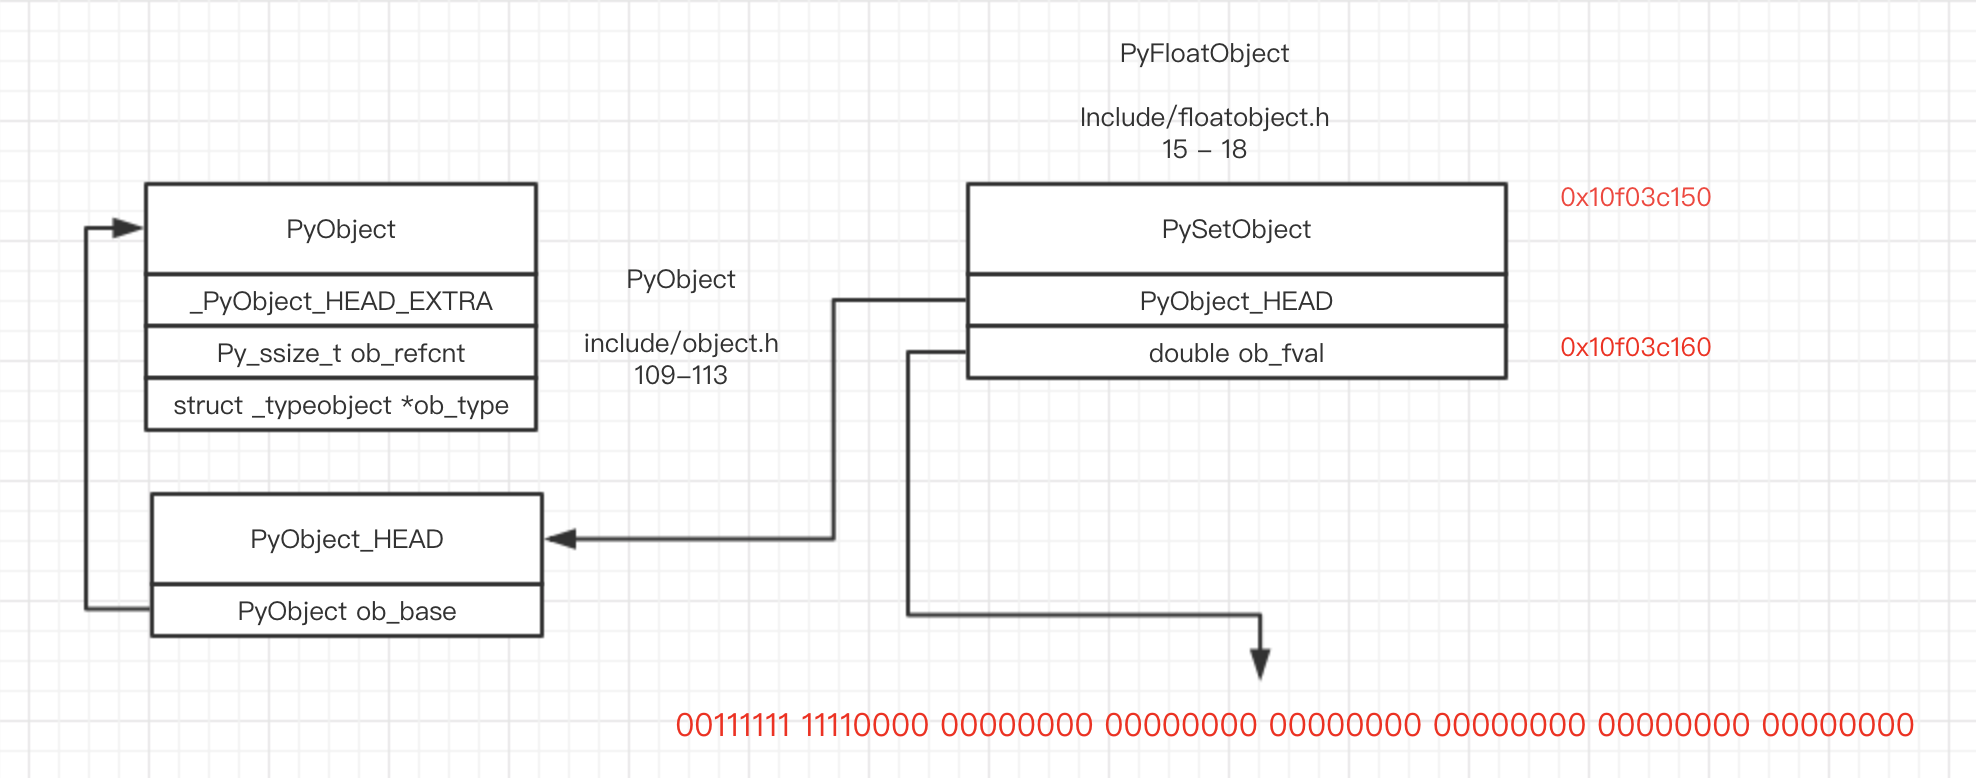 PyFloatObject
Include/floatobject.h
15 – 18
PyObject
_PyObject_HEAD_EXTRA
Py_ssize_t ob_refcnt
struct _typeobject *ob_type
PyObject
include/object.h
109–113
PySetObject
PyObject_HEAD
double ob_fval
0x10f03c150
0x10f03c160
PyObject_HEAD
PyObject ob_base
00111111 11110000 00000000 00000000 00000000 00000000 00000000 00000000